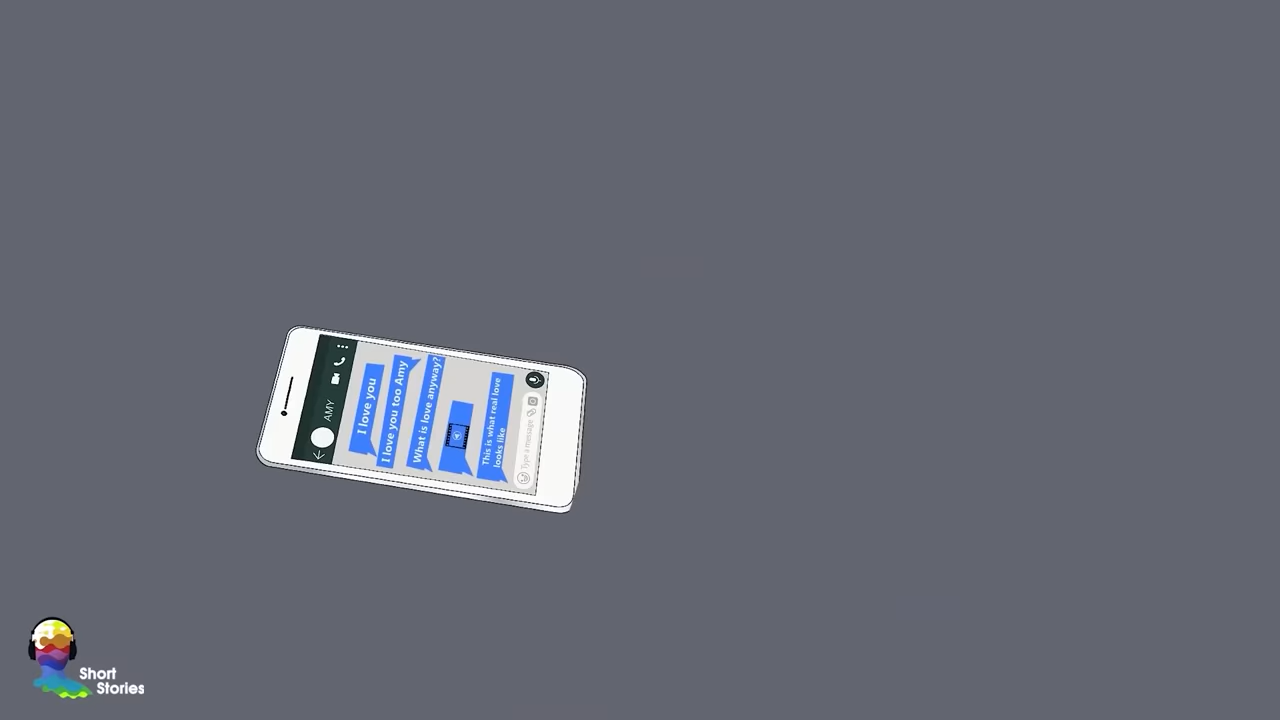 AMY
I love you
I love you too Amy
What is love anyway?
This is what real love
looks like
Type a message
Short
Stories